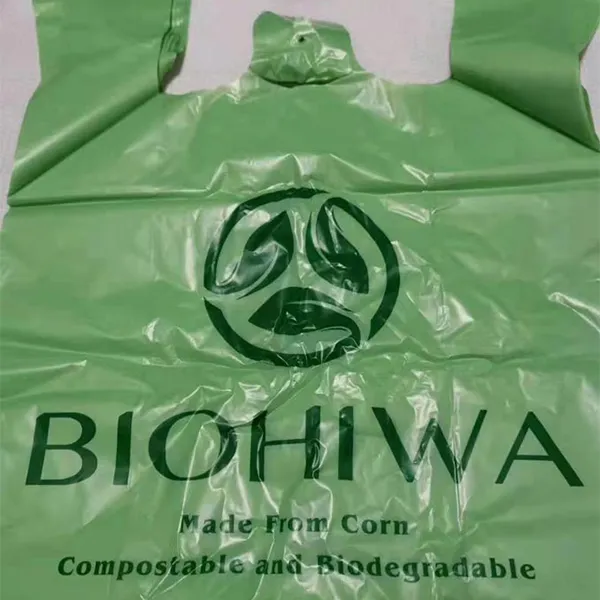 BIOHIWA
Made From Corn
Compostable and Biodegradable